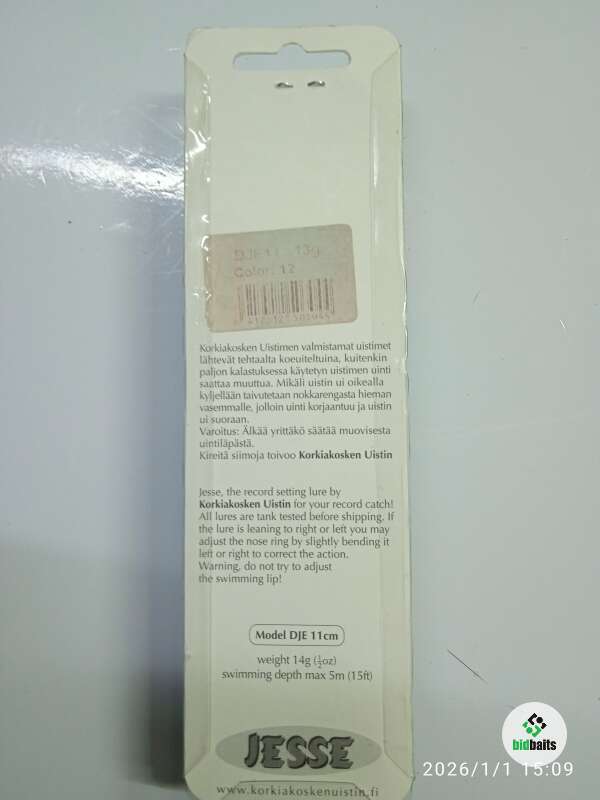 DJE11 13g
Color: 12
Korkiakosken Uistimen valmistamat uistimet
lähtevät tehtaalta koeuiteltuina, kuitenkin
paljon kalastuksessa käytetyn uistimen uinti
saattaa muuttua. Mikäli uistin ui oikealla
kyljellään taivutetaan nokkarengasta hieman
vasemmalle, jolloin uinti korjaantuu ja uistin
ui suoraan.
Varoitus: Älkää yrittäkö säätää muovisesta
uintiläpästä.
Kireitä siimoja toivoo Korkiakosken Uistin
Jesse, the record setting lure by
Korkiakosken Uistin for your record catch!
All lures are tank tested before shipping. If
the lure is leaning to right or left you may
adjust the nose ring by slightly bending it
left or right to correct the action.
Warning, do not try to adjust
the swimming lip!
Model DJE 11cm
weight 14g (½oz)
swimming depth max 5m (15ft)
JESSE
www.korkiakoskenuistin.fi
bidbaits
2026/1/1 15:09